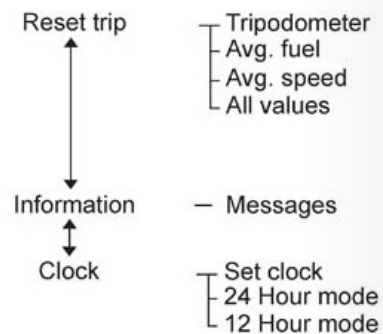 Reset trip
Tripodometer
Avg. fuel
Avg. speed
All values
Information
Messages
Clock
Set clock
24 Hour mode
12 Hour mode